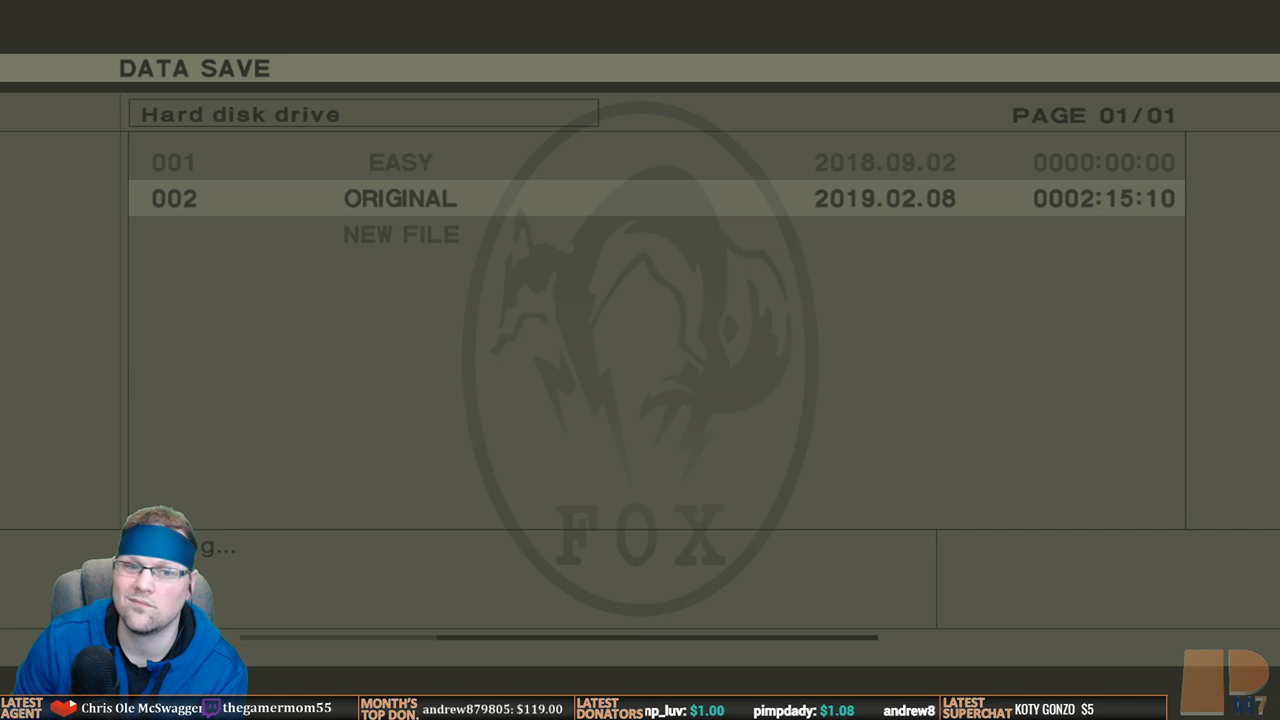 DATA SAVE
Hard disk drive PAGE 01/01
001 EASY 2018.09.02 0000:00:00
002 ORIGINAL 2019.02.08 0002:15:10
NEW FILE
FOX
g...
LATEST AGENT Chris Ole McSwagger thegamermom55 MONTH'S TOP DON. andrew879805: $119.00 LATEST DONATORS np_luv: $1.00 pimpdady: $1.08 andrew8 LATEST SUPERCHAT KOTY GONZO $5